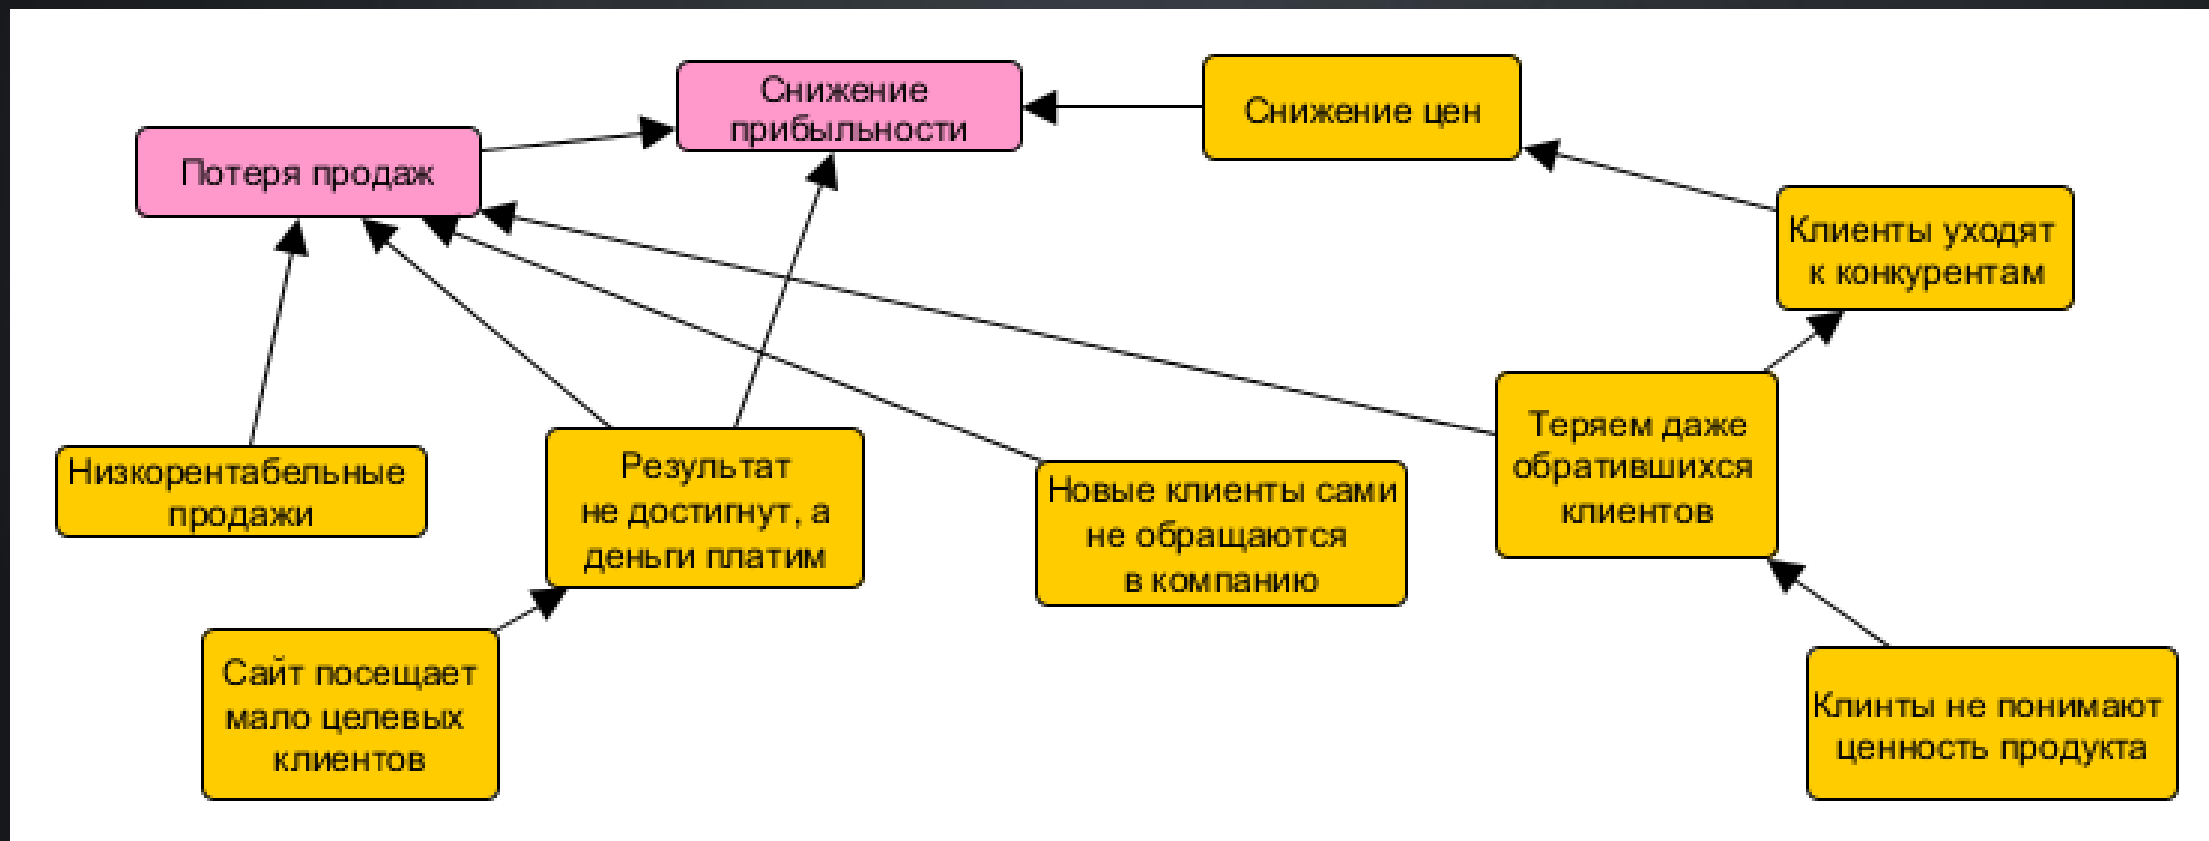 Снижение
прибыльности
Снижение цен
Потеря продаж
Клиенты уходят
к конкурентам
Теряем даже
обратившихся
клиентов
Низкорентабельные
продажи
Результат
не достигнут, а
деньги платим
Новые клиенты сами
не обращаются
в компанию
Сайт посещает
мало целевых
клиентов
Клинты не понимают
ценность продукта